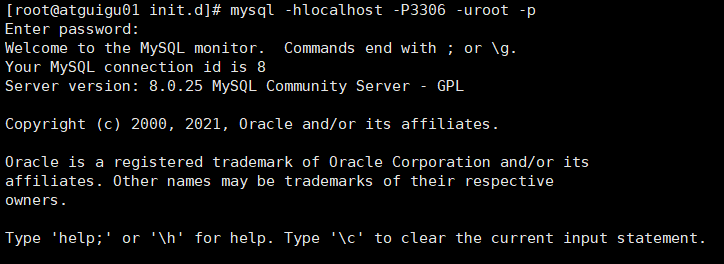 [root@atguigu01 init.d]# mysql -hlocalhost -P3306 -uroot -p
Enter password:
Welcome to the MySQL monitor.  Commands end with ; or \g.
Your MySQL connection id is 8
Server version: 8.0.25 MySQL Community Server - GPL
Copyright (c) 2000, 2021, Oracle and/or its affiliates.
Oracle is a registered trademark of Oracle Corporation and/or its
affiliates. Other names may be trademarks of their respective
owners.
Type 'help;' or '\h' for help. Type '\c' to clear the current input statement.